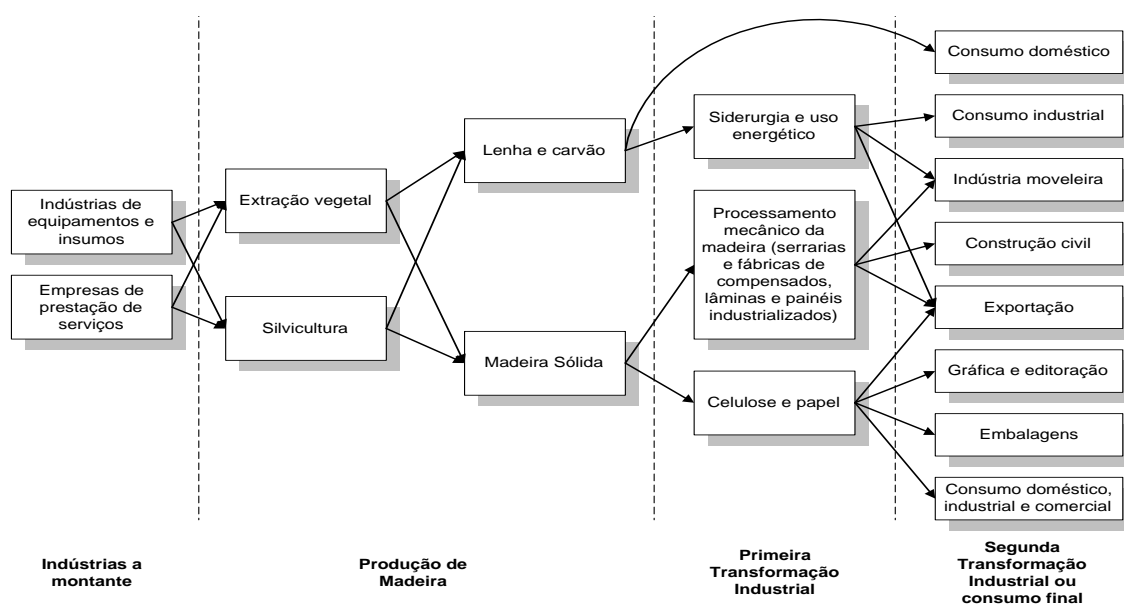 Indústrias de
equipamentos e
insumos
Empresas de
prestação de
serviços
Extração vegetal
Silvicultura
Lenha e carvão
Madeira Sólida
Siderurgia e uso
energético
Processamento
mecânico da
madeira (serrarias
e fábricas de
compensados,
lâminas e painéis
industrializados)
Celulose e papel
Consumo doméstico
Consumo industrial
Indústria moveleira
Construção civil
Exportação
Gráfica e editoração
Embalagens
Consumo doméstico,
industrial e comercial
Indústrias a
montante
Produção de
Madeira
Primeira
Transformação
Industrial
Segunda
Transformação
Industrial ou
consumo final